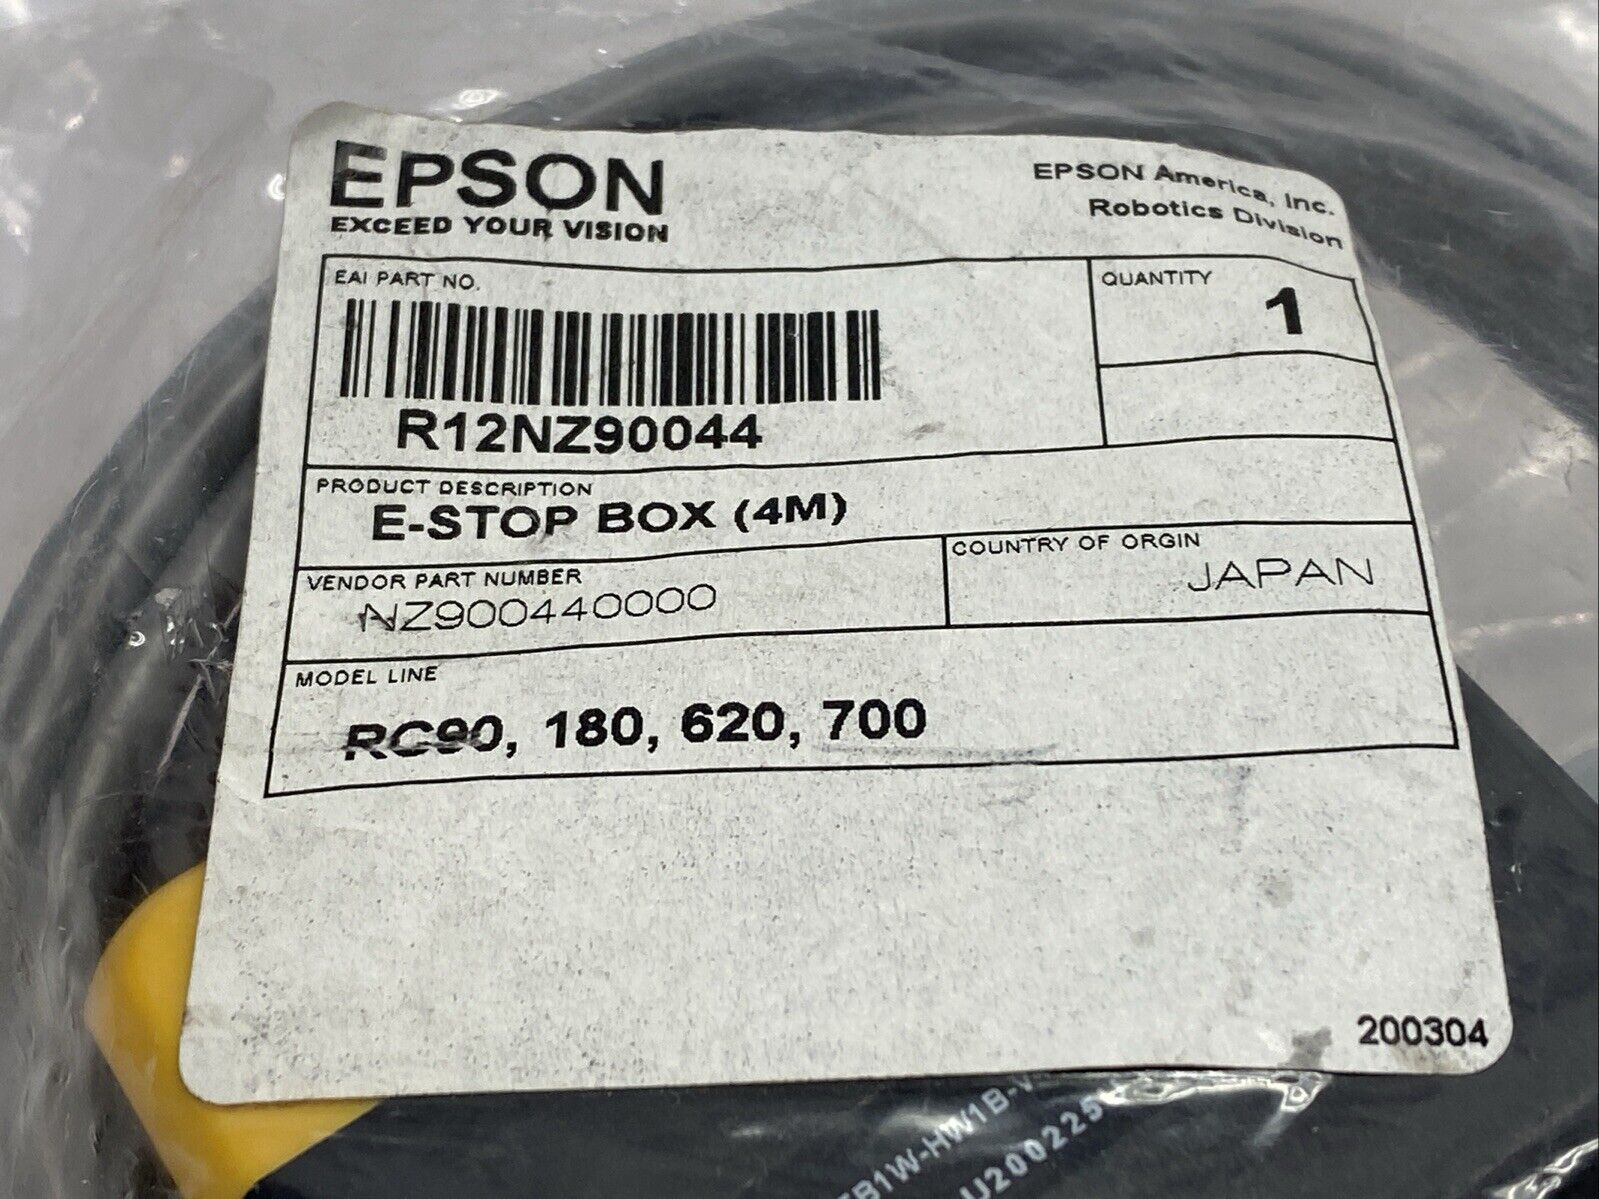 EPSON
EXCEED YOUR VISION
EPSON America, Inc.
Robotics Division
EAI PART NO.
QUANTITY
1
R12NZ90044
PRODUCT DESCRIPTION
E-STOP BOX (4M)
VENDOR PART NUMBER
NZ900440000
COUNTRY OF ORGIN
JAPAN
MODEL LINE
RC90, 180, 620, 700
200304